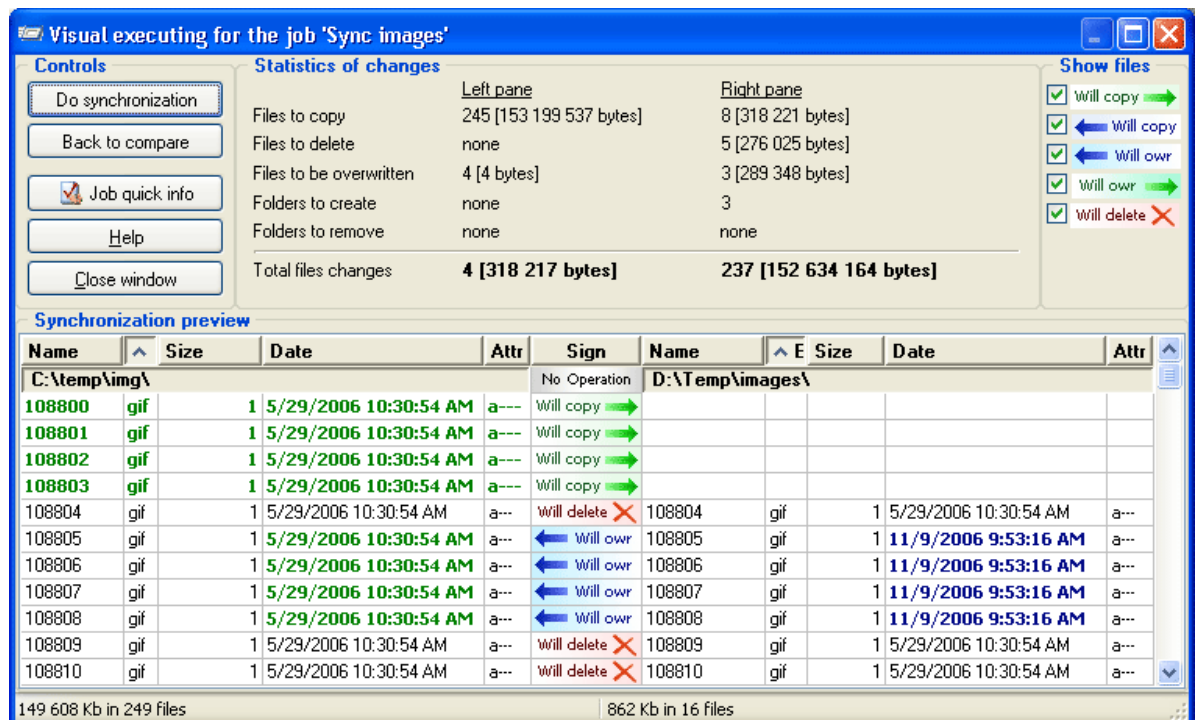 Visual executing for the job 'Sync images'
Controls
Do synchronization
Back to compare
Job quick info
Help
Close window
Statistics of changes
Left pane Right pane
Files to copy 245 [153 199 537 bytes] 8 [318 221 bytes]
Files to delete none 5 [276 025 bytes]
Files to be overwritten 4 [4 bytes] 3 [289 348 bytes]
Folders to create none 3
Folders to remove none none
Total files changes 4 [318 217 bytes] 237 [152 634 164 bytes]
Show files
Will copy
Will copy
Will owr
Will owr
Will delete
Synchronization preview
Name Size Date Attr Sign Name E Size Date Attr
C:\temp\img\ No Operation D:\Temp\images\
108800 gif 1 5/29/2006 10:30:54 AM a--- Will copy
108801 gif 1 5/29/2006 10:30:54 AM a--- Will copy
108802 gif 1 5/29/2006 10:30:54 AM a--- Will copy
108803 gif 1 5/29/2006 10:30:54 AM a--- Will copy
108804 gif 1 5/29/2006 10:30:54 AM a--- Will delete 108804 gif 1 5/29/2006 10:30:54 AM a---
108805 gif 1 5/29/2006 10:30:54 AM a--- Will owr 108805 gif 1 11/9/2006 9:53:16 AM a---
108806 gif 1 5/29/2006 10:30:54 AM a--- Will owr 108806 gif 1 11/9/2006 9:53:16 AM a---
108807 gif 1 5/29/2006 10:30:54 AM a--- Will owr 108807 gif 1 11/9/2006 9:53:16 AM a---
108808 gif 1 5/29/2006 10:30:54 AM a--- Will owr 108808 gif 1 11/9/2006 9:53:16 AM a---
108809 gif 1 5/29/2006 10:30:54 AM a--- Will delete 108809 gif 1 5/29/2006 10:30:54 AM a---
108810 gif 1 5/29/2006 10:30:54 AM a--- Will delete 108810 gif 1 5/29/2006 10:30:54 AM a---
149 608 Kb in 249 files 862 Kb in 16 files